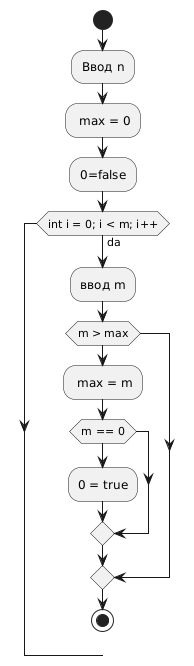 Ввод n
max = 0
0=false
int i = 0; i < m; i++
da
ввод m
m > max
max = m
m == 0
0 = true